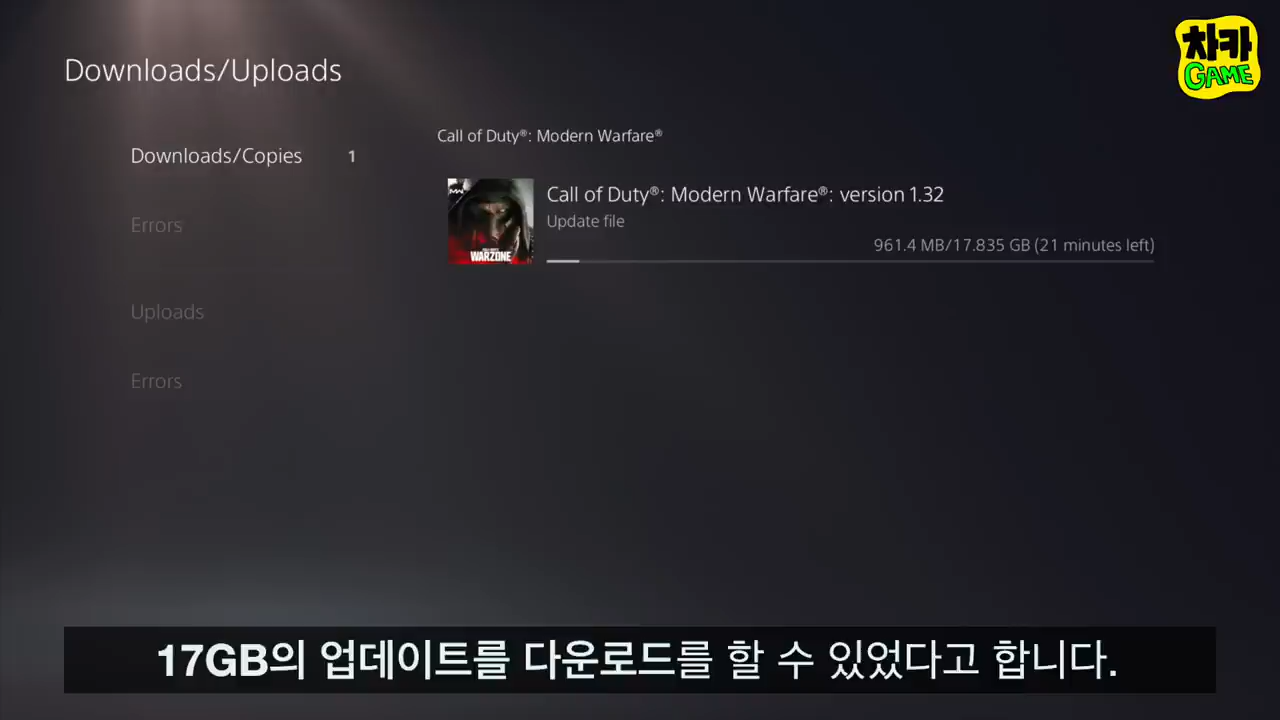 차카
GAME
Downloads/Uploads
Downloads/Copies 1
Errors
Uploads
Errors
Call of Duty®: Modern Warfare®
MW
WARZONE
Call of Duty®: Modern Warfare®: version 1.32
Update file
961.4 MB/17.835 GB (21 minutes left)
17GB의 업데이트를 다운로드를 할 수 있었다고 합니다.